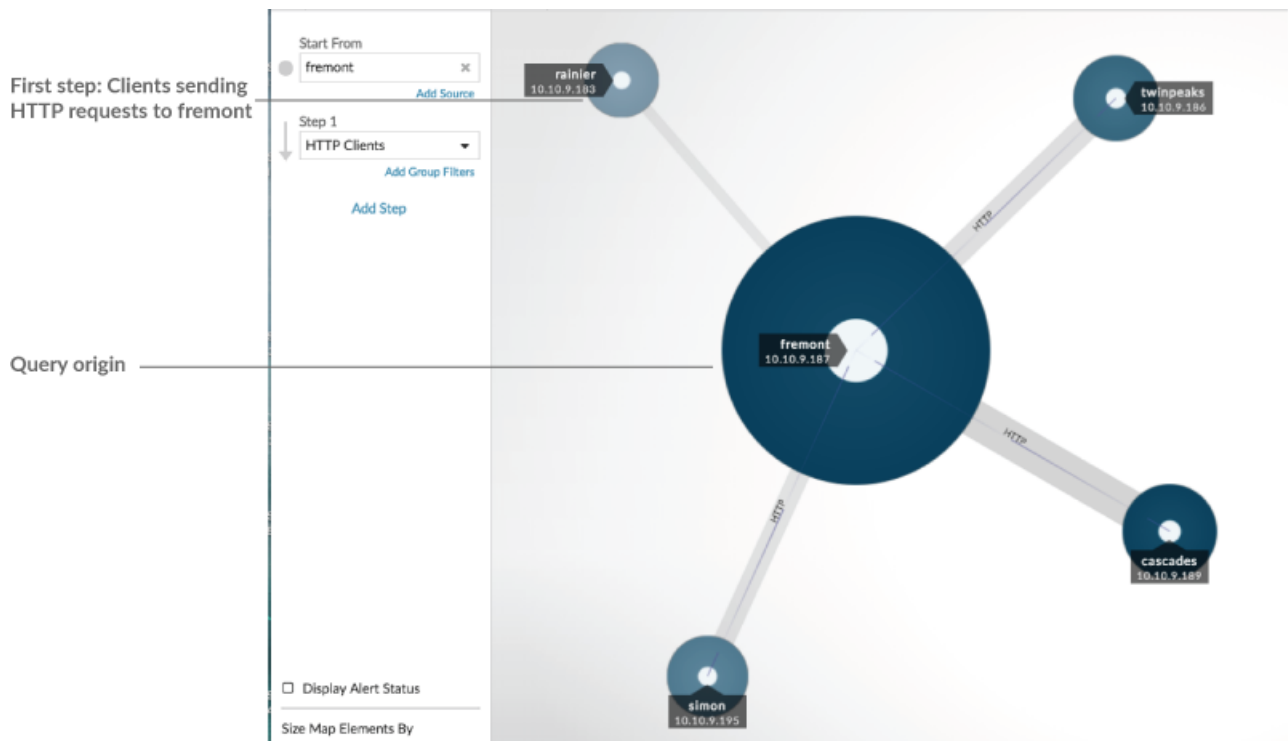 First step: Clients sending
HTTP requests to fremont
Query origin
Start From
fremont
Add Source
Step 1
HTTP Clients
Add Group Filters
Add Step
Display Alert Status
Size Map Elements By
rainier
10.10.9.183
twinpeaks
10.10.9.186
HTTP
fremont
10.10.9.187
HTTP
cascades
10.10.9.189
HTTP
simon
10.10.9.195